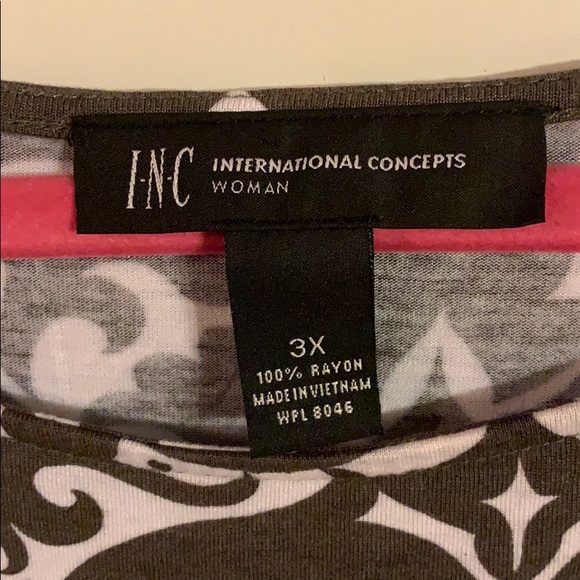 I·N·C INTERNATIONAL CONCEPTS
WOMAN
3X
100% RAYON
MADE IN VIETNAM
WPL 8046